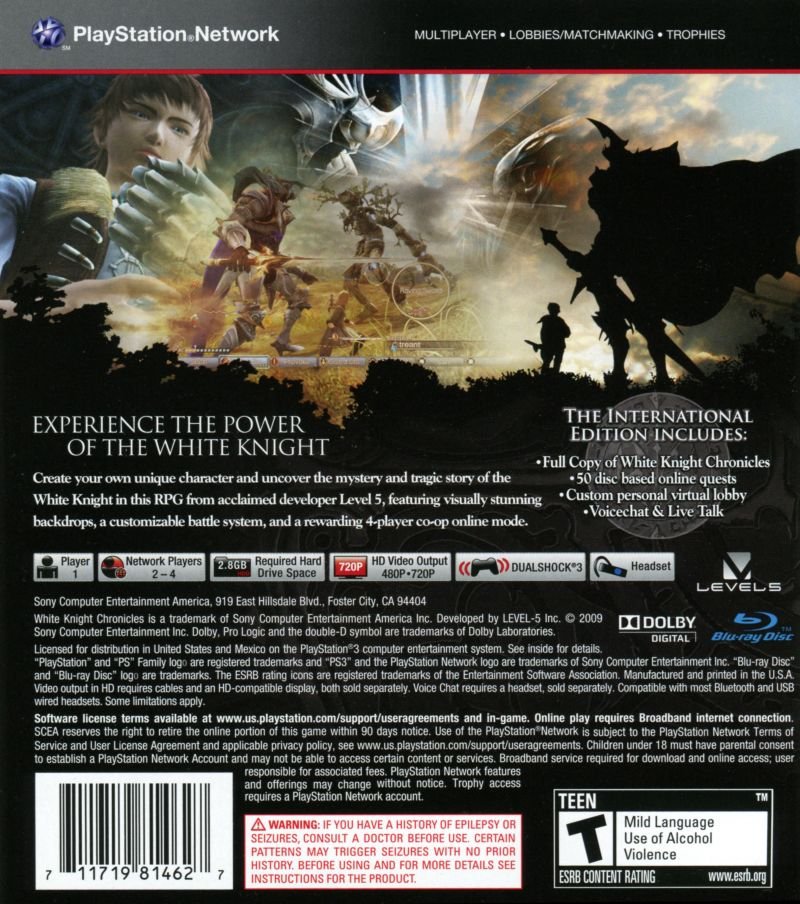 PlayStation®Network
SM
MULTIPLAYER • LOBBIES/MATCHMAKING • TROPHIES
treant
EXPERIENCE THE POWER
OF THE WHITE KNIGHT
Create your own unique character and uncover the mystery and tragic story of the
White Knight in this RPG from acclaimed developer Level 5, featuring visually stunning
backdrops, a customizable battle system, and a rewarding 4-player co-op online mode.
THE INTERNATIONAL
EDITION INCLUDES:
• Full Copy of White Knight Chronicles
• 50 disc based online quests
• Custom personal virtual lobby
• Voicechat & Live Talk
Player
1
Network Players
2 – 4
2.8GB
HDD
Required Hard
Drive Space
720P
HD Video Output
480P•720P
DUALSHOCK®3
Headset
LEVEL5
Sony Computer Entertainment America, 919 East Hillsdale Blvd., Foster City, CA 94404
White Knight Chronicles is a trademark of Sony Computer Entertainment America Inc. Developed by LEVEL-5 Inc. © 2009
Sony Computer Entertainment Inc. Dolby, Pro Logic and the double-D symbol are trademarks of Dolby Laboratories.
DOLBY
DIGITAL
Blu-ray Disc
TM
Licensed for distribution in United States and Mexico on the PlayStation®3 computer entertainment system. See inside for details.
“PlayStation” and “PS” Family logo are registered trademarks and “PS3” and the PlayStation Network logo are trademarks of Sony Computer Entertainment Inc. “Blu-ray Disc”
and “Blu-ray Disc” logo are trademarks. The ESRB rating icons are registered trademarks of the Entertainment Software Association. Manufactured and printed in the U.S.A.
Video output in HD requires cables and an HD-compatible display, both sold separately. Voice Chat requires a headset, sold separately. Compatible with most Bluetooth and USB
wired headsets. Some limitations apply.
Software license terms available at www.us.playstation.com/support/useragreements and in-game. Online play requires Broadband internet connection.
SCEA reserves the right to retire the online portion of this game within 90 days notice. Use of the PlayStation®Network is subject to the PlayStation Network Terms of
Service and User License Agreement and applicable privacy policy, see www.us.playstation.com/support/useragreements. Children under 18 must have parental consent
to establish a PlayStation Network Account and may not be able to access certain content or services. Broadband service required for download and online access; user
responsible for associated fees. PlayStation Network features
and offerings may change without notice. Trophy access
requires a PlayStation Network account.
7 11719 81462 7
WARNING: IF YOU HAVE A HISTORY OF EPILEPSY OR
SEIZURES, CONSULT A DOCTOR BEFORE USE. CERTAIN
PATTERNS MAY TRIGGER SEIZURES WITH NO PRIOR
HISTORY. BEFORE USING AND FOR MORE DETAILS SEE
INSTRUCTIONS FOR THE PRODUCT.
TEEN
TM
T
Mild Language
Use of Alcohol
Violence
ESRB CONTENT RATING
www.esrb.org